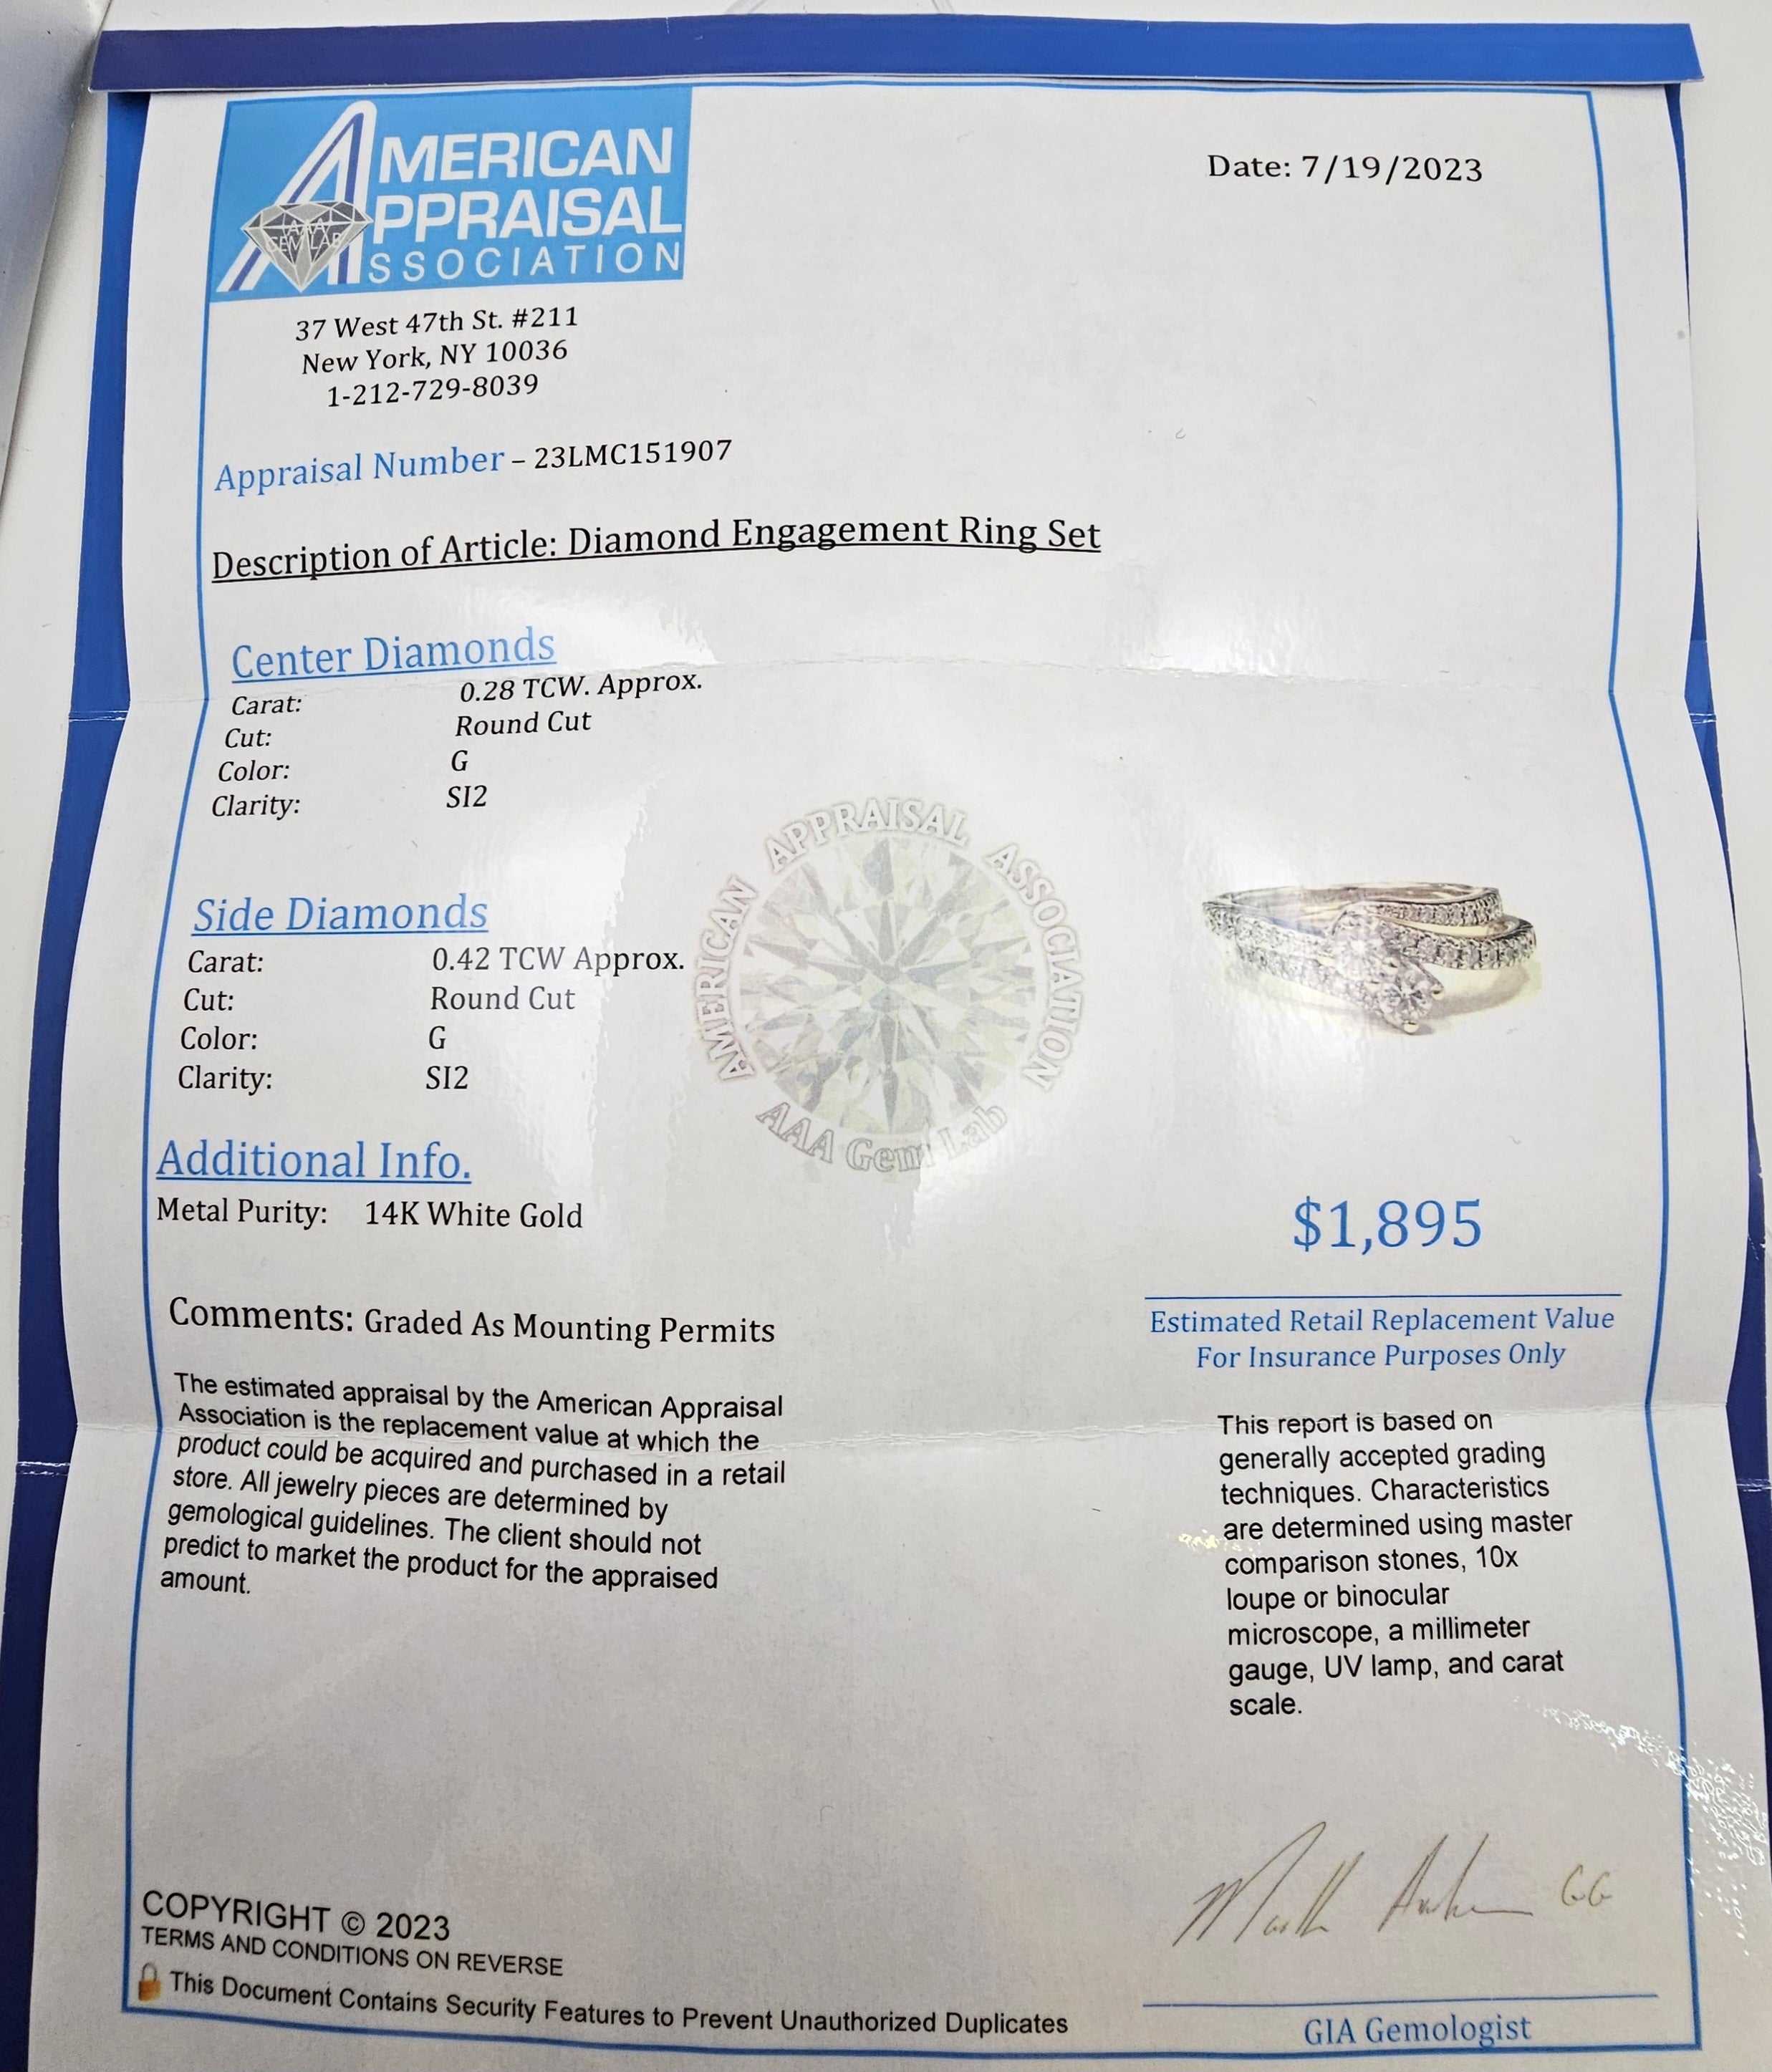 AMERICAN
APPRAISAL
ASSOCIATION
AAA
GEM LAB
Date: 7/19/2023
37 West 47th St. #211
New York, NY 10036
1-212-729-8039
Appraisal Number – 23LMC151907
Description of Article: Diamond Engagement Ring Set
Center Diamonds
Carat: 0.28 TCW. Approx.
Cut: Round Cut
Color: G
Clarity: SI2
Side Diamonds
Carat: 0.42 TCW Approx.
Cut: Round Cut
Color: G
Clarity: SI2
AMERICAN APPRAISAL ASSOCIATION
AAA Gem Lab
Additional Info.
Metal Purity: 14K White Gold
$1,895
Estimated Retail Replacement Value
For Insurance Purposes Only
Comments: Graded As Mounting Permits
The estimated appraisal by the American Appraisal
Association is the replacement value at which the
product could be acquired and purchased in a retail
store. All jewelry pieces are determined by
gemological guidelines. The client should not
predict to market the product for the appraised
amount.
This report is based on
generally accepted grading
techniques. Characteristics
are determined using master
comparison stones, 10x
loupe or binocular
microscope, a millimeter
gauge, UV lamp, and carat
scale.
GG
GIA Gemologist
COPYRIGHT © 2023
TERMS AND CONDITIONS ON REVERSE
This Document Contains Security Features to Prevent Unauthorized Duplicates